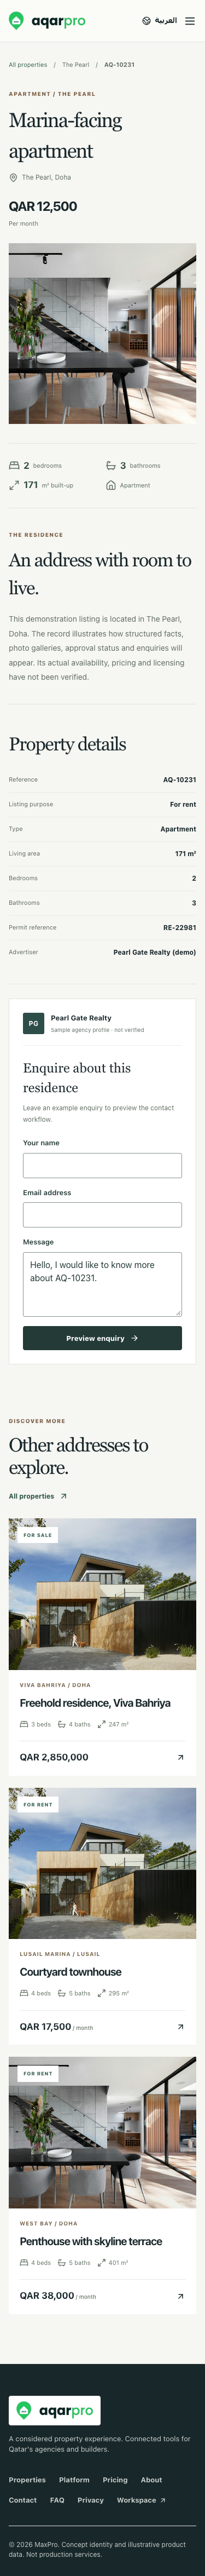 aqarpro
العربية
All properties / The Pearl / AQ-10231
APARTMENT / THE PEARL
Marina-facing
apartment
The Pearl, Doha
QAR 12,500
Per month
2 bedrooms
3 bathrooms
171 m² built-up
Apartment
THE RESIDENCE
An address with room to
live.
This demonstration listing is located in The Pearl,
Doha. The record illustrates how structured facts,
photo galleries, approval status and enquiries will
appear. Its actual availability, pricing and licensing
have not been verified.
Property details
Reference AQ-10231
Listing purpose For rent
Type Apartment
Living area 171 m²
Bedrooms 2
Bathrooms 3
Permit reference RE-22981
Advertiser Pearl Gate Realty (demo)
PG
Pearl Gate Realty
Sample agency profile · not verified
Enquire about this
residence
Leave an example enquiry to preview the contact
workflow.
Your name
Email address
Message
Hello, I would like to know more
about AQ-10231.
Preview enquiry
DISCOVER MORE
Other addresses to
explore.
All properties
FOR SALE
VIVA BAHRIYA / DOHA
Freehold residence, Viva Bahriya
3 beds 4 baths 247 m²
QAR 2,850,000
FOR RENT
LUSAIL MARINA / LUSAIL
Courtyard townhouse
4 beds 5 baths 295 m²
QAR 17,500 / month
FOR RENT
WEST BAY / DOHA
Penthouse with skyline terrace
4 beds 5 baths 401 m²
QAR 38,000 / month
aqarpro
A considered property experience. Connected tools for
Qatar's agencies and builders.
Properties Platform Pricing About
Contact FAQ Privacy Workspace
© 2026 MaxPro. Concept identity and illustrative product
data. Not production services.